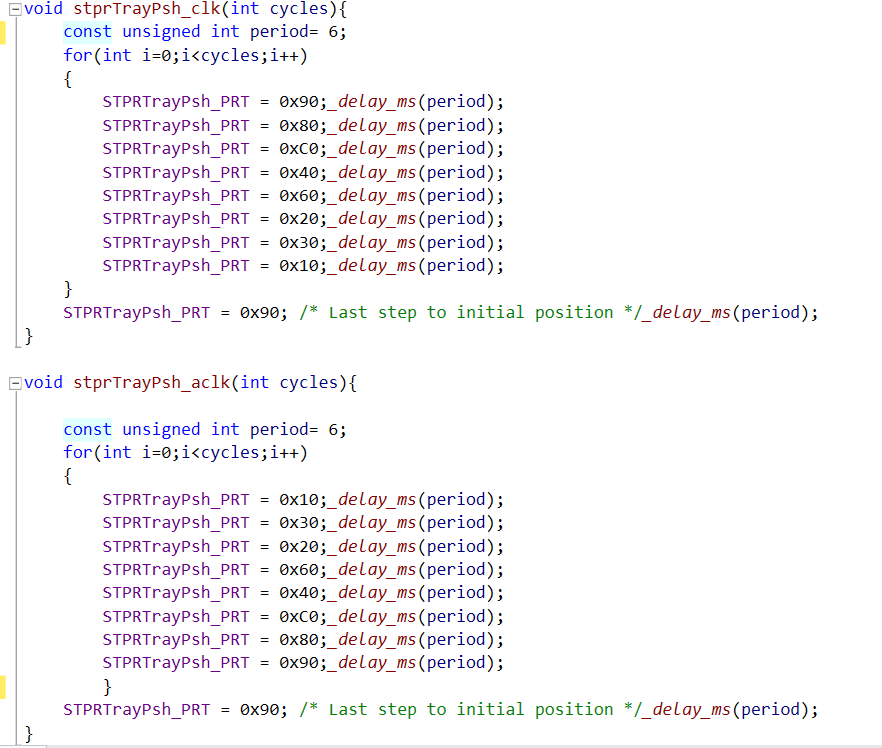 void stprTrayPsh_clk(int cycles){
    const unsigned int period= 6;
    for(int i=0;i<cycles;i++)
    {
        STPRTrayPsh_PRT = 0x90;_delay_ms(period);
        STPRTrayPsh_PRT = 0x80;_delay_ms(period);
        STPRTrayPsh_PRT = 0xC0;_delay_ms(period);
        STPRTrayPsh_PRT = 0x40;_delay_ms(period);
        STPRTrayPsh_PRT = 0x60;_delay_ms(period);
        STPRTrayPsh_PRT = 0x20;_delay_ms(period);
        STPRTrayPsh_PRT = 0x30;_delay_ms(period);
        STPRTrayPsh_PRT = 0x10;_delay_ms(period);
    }
    STPRTrayPsh_PRT = 0x90; /* Last step to initial position */_delay_ms(period);
}

void stprTrayPsh_aclk(int cycles){

    const unsigned int period= 6;
    for(int i=0;i<cycles;i++)
    {
        STPRTrayPsh_PRT = 0x10;_delay_ms(period);
        STPRTrayPsh_PRT = 0x30;_delay_ms(period);
        STPRTrayPsh_PRT = 0x20;_delay_ms(period);
        STPRTrayPsh_PRT = 0x60;_delay_ms(period);
        STPRTrayPsh_PRT = 0x40;_delay_ms(period);
        STPRTrayPsh_PRT = 0xC0;_delay_ms(period);
        STPRTrayPsh_PRT = 0x80;_delay_ms(period);
        STPRTrayPsh_PRT = 0x90;_delay_ms(period);
        }
    STPRTrayPsh_PRT = 0x90; /* Last step to initial position */_delay_ms(period);
}